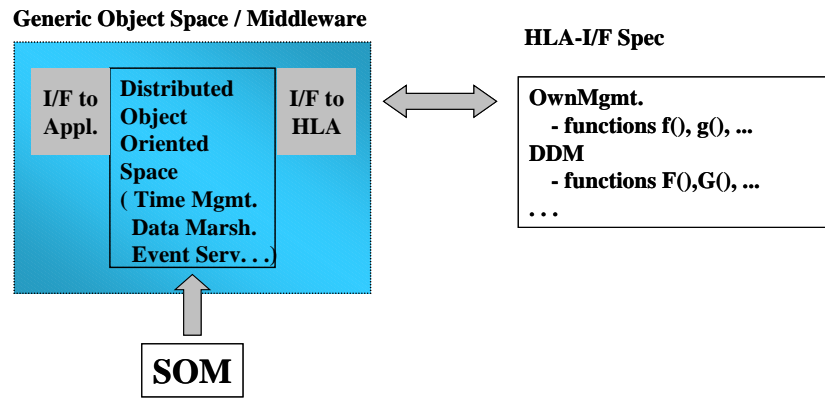 Generic Object Space / Middleware
I/F to
Appl.
Distributed
Object
Oriented
Space
( Time Mgmt.
Data Marsh.
Event Serv. . .)
I/F to
HLA
SOM
HLA-I/F Spec
OwnMgmt.
- functions f(), g(), ...
DDM
- functions F(),G(), ...
. . .